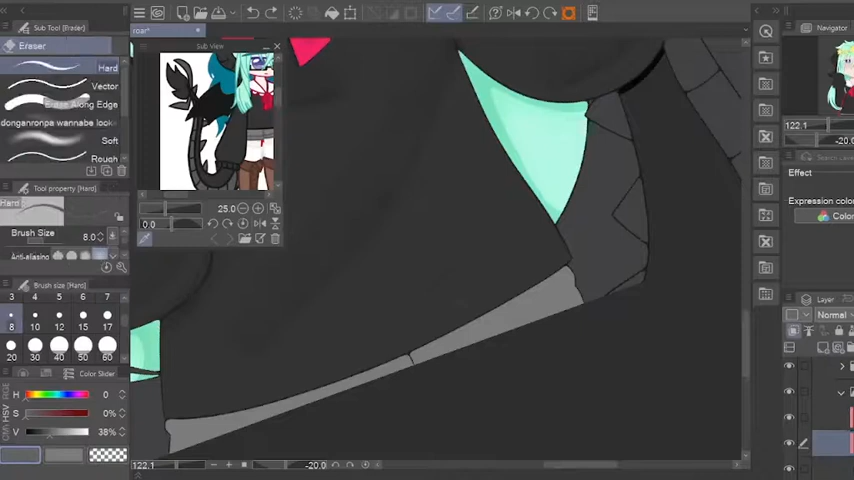 Sub Tool [Eraser]
Eraser
Hard
Vector
Erase Along Edge
donganronpa wannabe look
Soft
Rough
Tool property [Hard]
Hard
Brush Size 8.0
Anti-aliasing
Brush size [Hans]
3 4 5 6 7
8 10 12 15 17
20 30 40 50 60
Color Slider
H 0
S 0%
V 38%
roar*
Sub View
25.0
0.0
122.1 -20.0
Navigator
122.1
-20.0
Search Layer
Effect
Expression color
Color
Layer
Normal